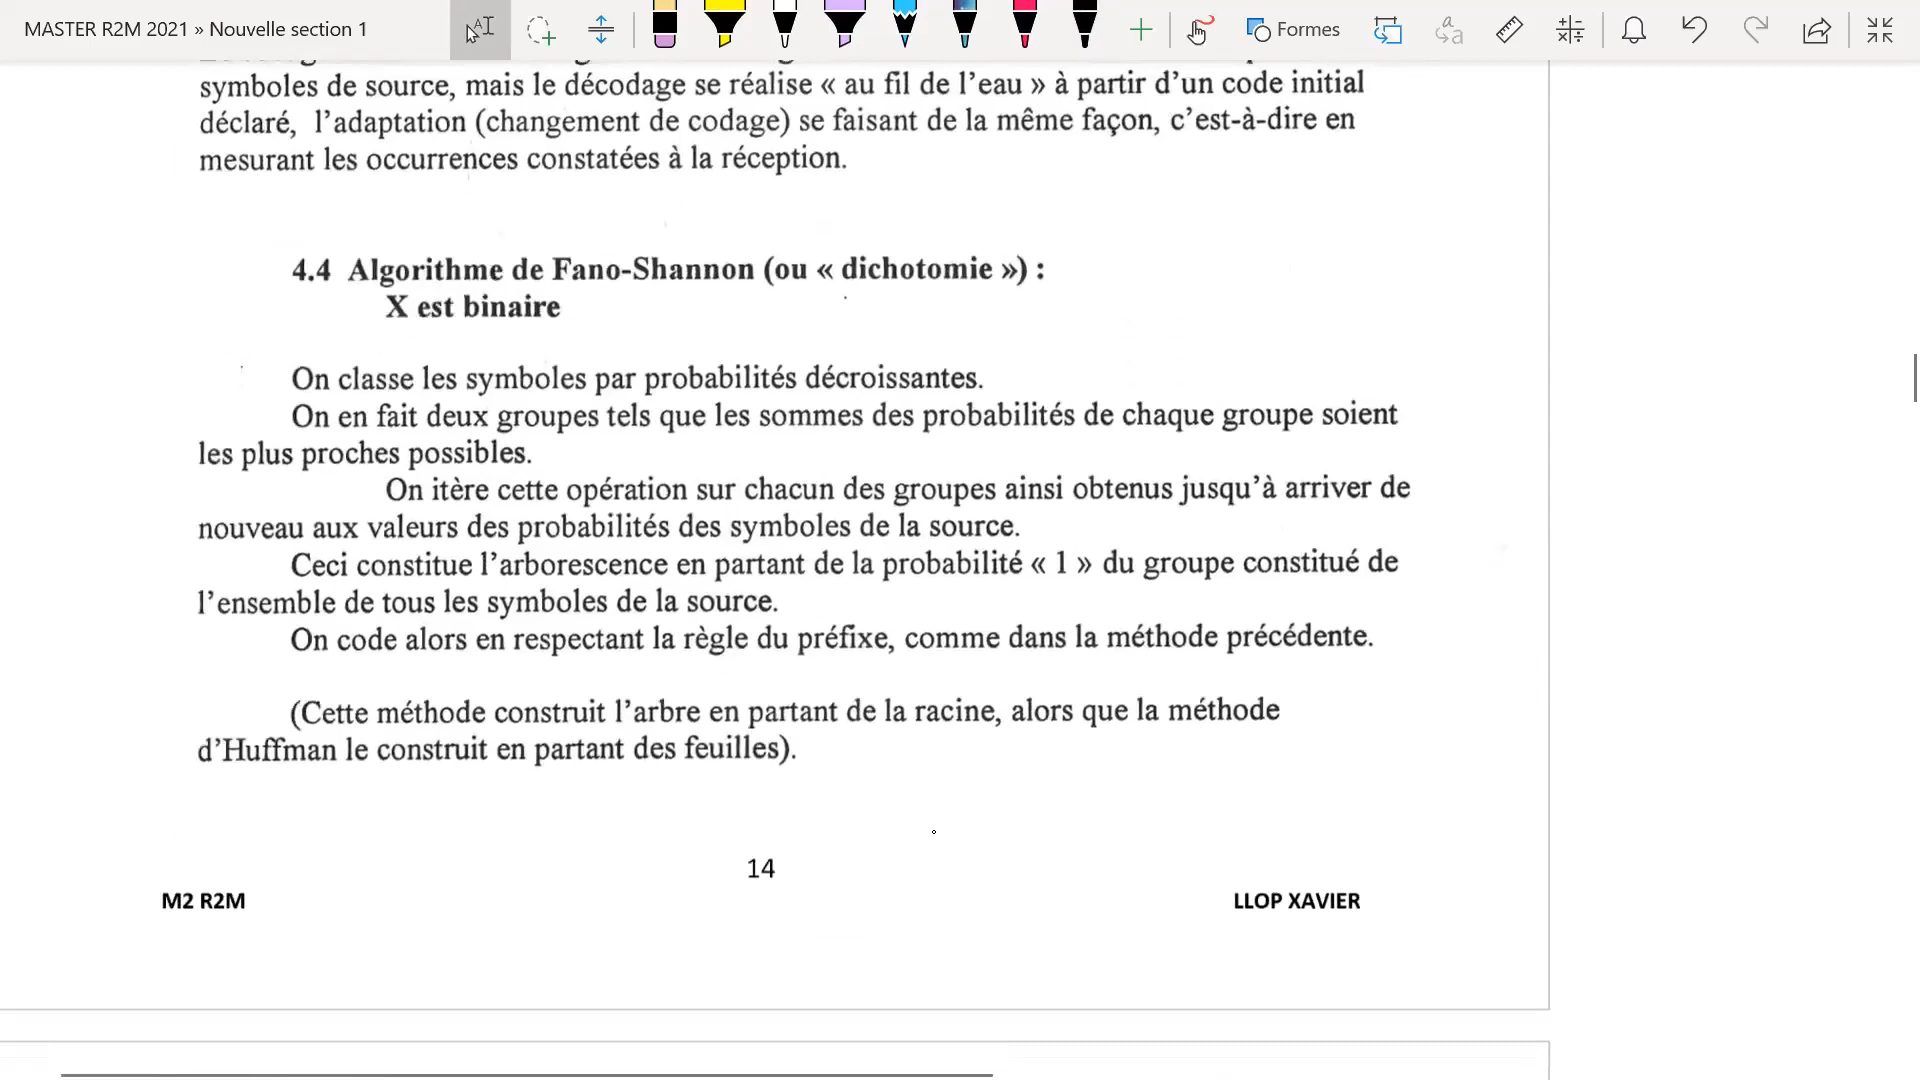 MASTER R2M 2021 » Nouvelle section 1
Formes
symboles de source, mais le décodage se réalise « au fil de l’eau » à partir d’un code initial
déclaré, l’adaptation (changement de codage) se faisant de la même façon, c’est-à-dire en
mesurant les occurrences constatées à la réception.
4.4 Algorithme de Fano-Shannon (ou « dichotomie ») :
X est binaire
On classe les symboles par probabilités décroissantes.
On en fait deux groupes tels que les sommes des probabilités de chaque groupe soient
les plus proches possibles.
On itère cette opération sur chacun des groupes ainsi obtenus jusqu’à arriver de
nouveau aux valeurs des probabilités des symboles de la source.
Ceci constitue l’arborescence en partant de la probabilité « 1 » du groupe constitué de
l’ensemble de tous les symboles de la source.
On code alors en respectant la règle du préfixe, comme dans la méthode précédente.
(Cette méthode construit l’arbre en partant de la racine, alors que la méthode
d’Huffman le construit en partant des feuilles).
14
M2 R2M
LLOP XAVIER